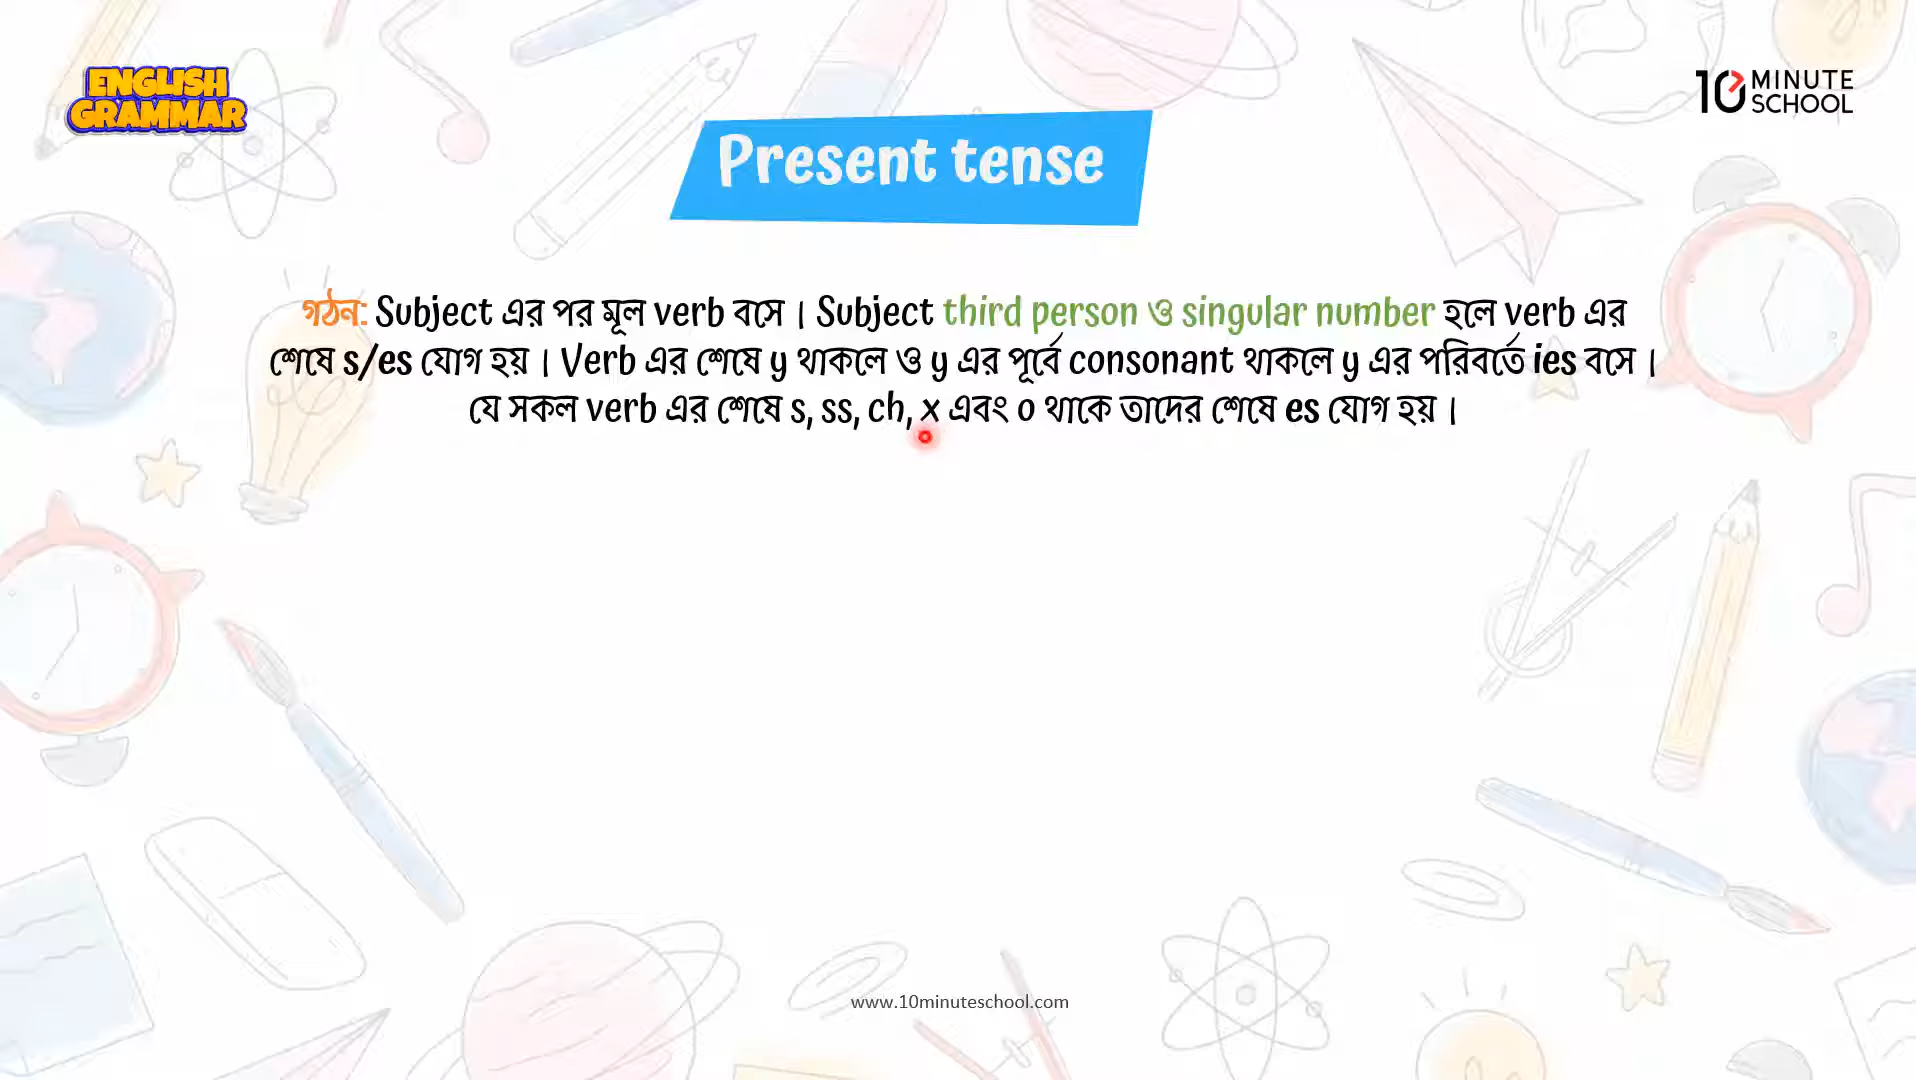 ENGLISH
GRAMMAR
10 MINUTE
SCHOOL
Present tense
গঠন: Subject এর পর মূল verb বসে। Subject third person ও singular number হলে verb এর
শেষে s/es যোগ হয়। Verb এর শেষে y থাকলে ও y এর পূর্বে consonant থাকলে y এর পরিবর্তে ies বসে।
যে সকল verb এর শেষে s, ss, ch, x এবং o থাকে তাদের শেষে es যোগ হয়।
www.10minuteschool.com